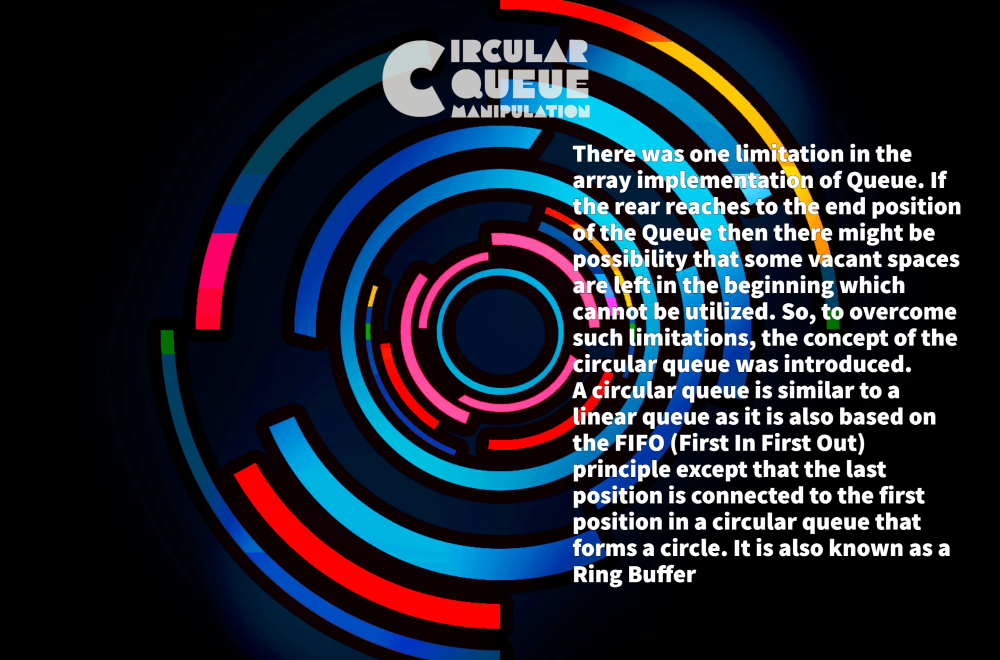 CIRCULAR
QUEUE
MANIPULATION
There was one limitation in the
array implementation of Queue. If
the rear reaches to the end position
of the Queue then there might be
possibility that some vacant spaces
are left in the beginning which
cannot be utilized. So, to overcome
such limitations, the concept of the
circular queue was introduced.
A circular queue is similar to a
linear queue as it is also based on
the FIFO (First In First Out)
principle except that the last
position is connected to the first
position in a circular queue that
forms a circle. It is also known as a
Ring Buffer